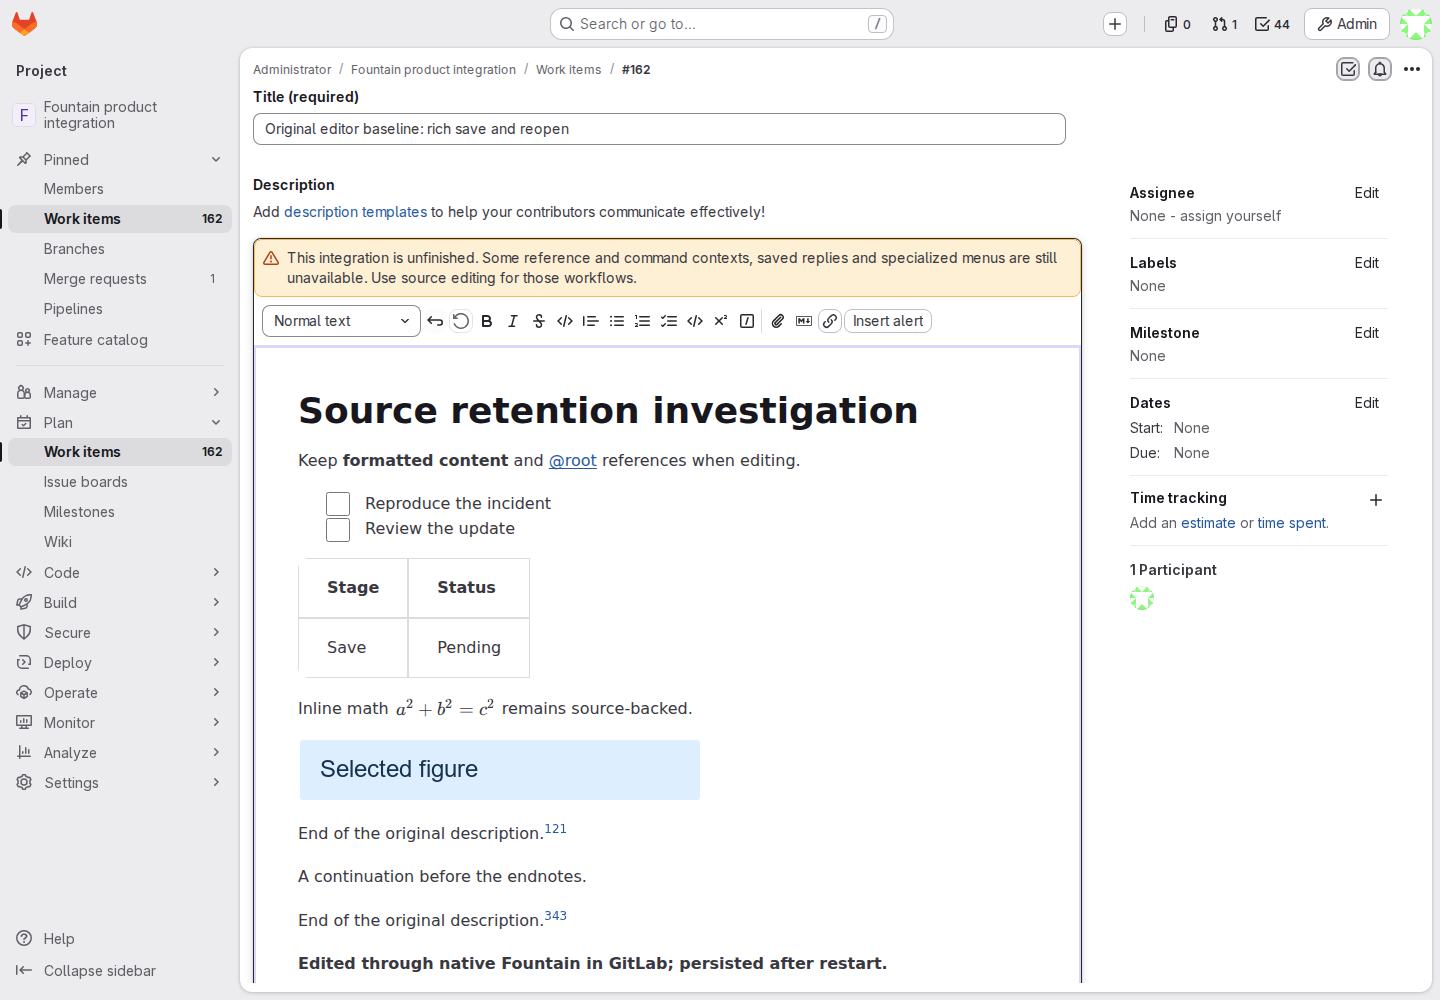 Search or go to...
/
0
1
44
Admin
Project
F
Fountain product integration
Pinned
Members
Work items 162
Branches
Merge requests 1
Pipelines
Feature catalog
Manage
Plan
Work items 162
Issue boards
Milestones
Wiki
Code
Build
Secure
Deploy
Operate
Monitor
Analyze
Settings
Help
Collapse sidebar
Administrator / Fountain product integration / Work items / #162
Title (required)
Original editor baseline: rich save and reopen
Description
Add description templates to help your contributors communicate effectively!
This integration is unfinished. Some reference and command contexts, saved replies and specialized menus are still
unavailable. Use source editing for those workflows.
Normal text
Insert alert
Source retention investigation
Keep formatted content and @root references when editing.
Reproduce the incident
Review the update
Stage Status
Save Pending
Inline math a² + b² = c² remains source-backed.
Selected figure
End of the original description.121
A continuation before the endnotes.
End of the original description.343
Edited through native Fountain in GitLab; persisted after restart.
Assignee Edit
None - assign yourself
Labels Edit
None
Milestone Edit
None
Dates Edit
Start: None
Due: None
Time tracking
Add an estimate or time spent.
1 Participant